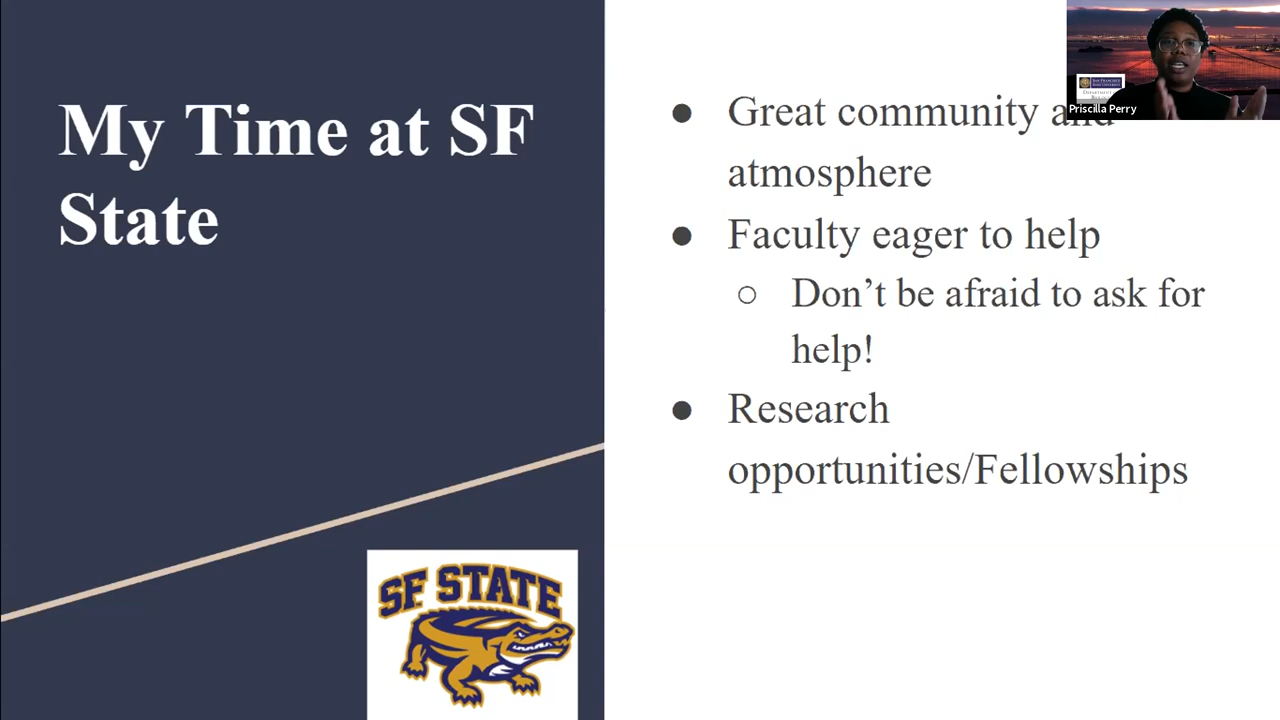 My Time at SF
State
Great community and
atmosphere
Faculty eager to help
Don’t be afraid to ask for
help!
Research
opportunities/Fellowships
SF STATE
Priscilla Perry